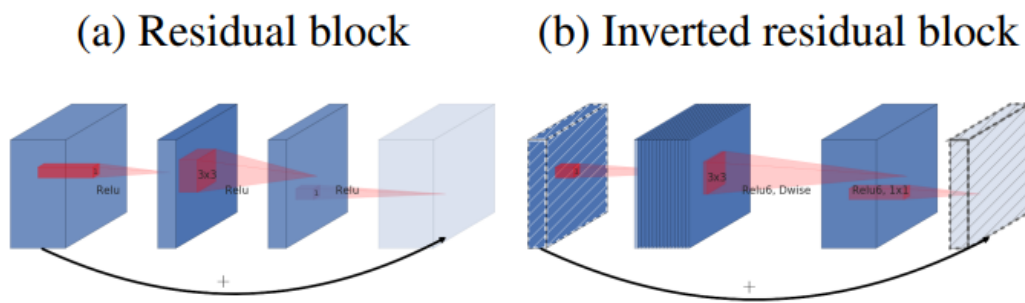 (a) Residual block
(b) Inverted residual block
Relu
3x3
Relu
Relu
+
3x3
Relu6, Dwise
Relu6, 1x1
+